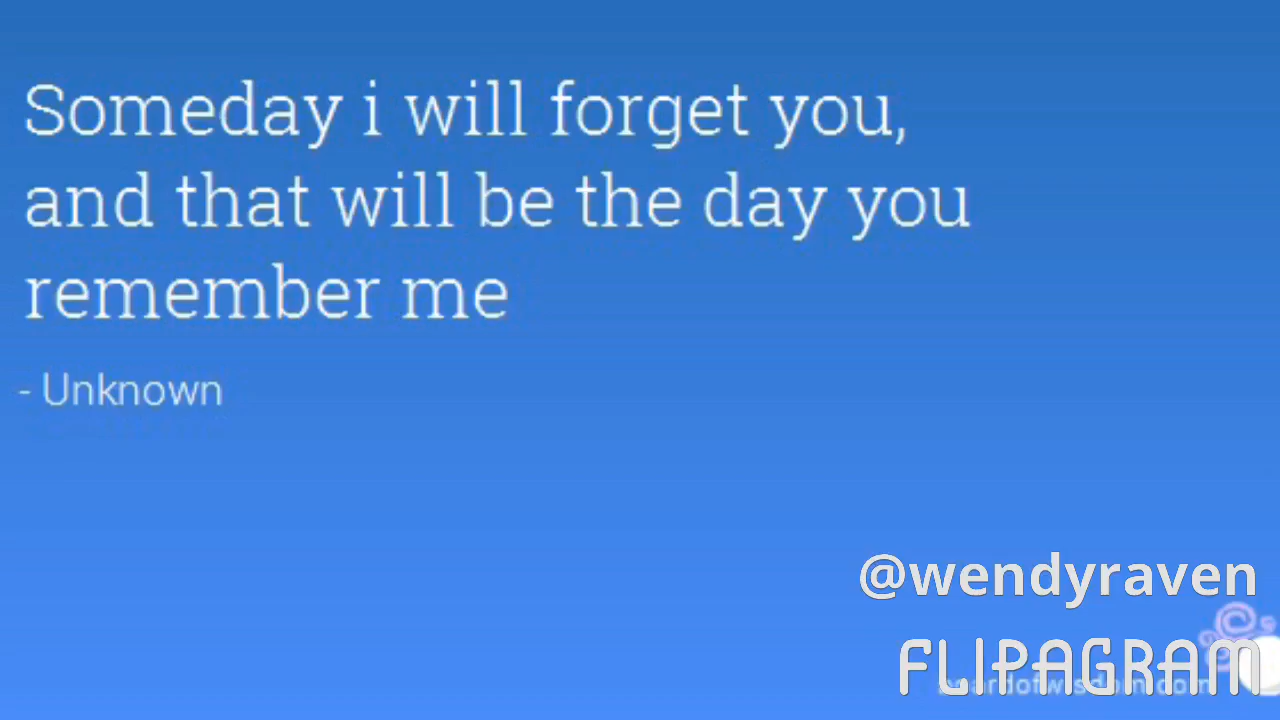 Someday i will forget you,
and that will be the day you
remember me
- Unknown
@wendyraven
FLIPAGRAM